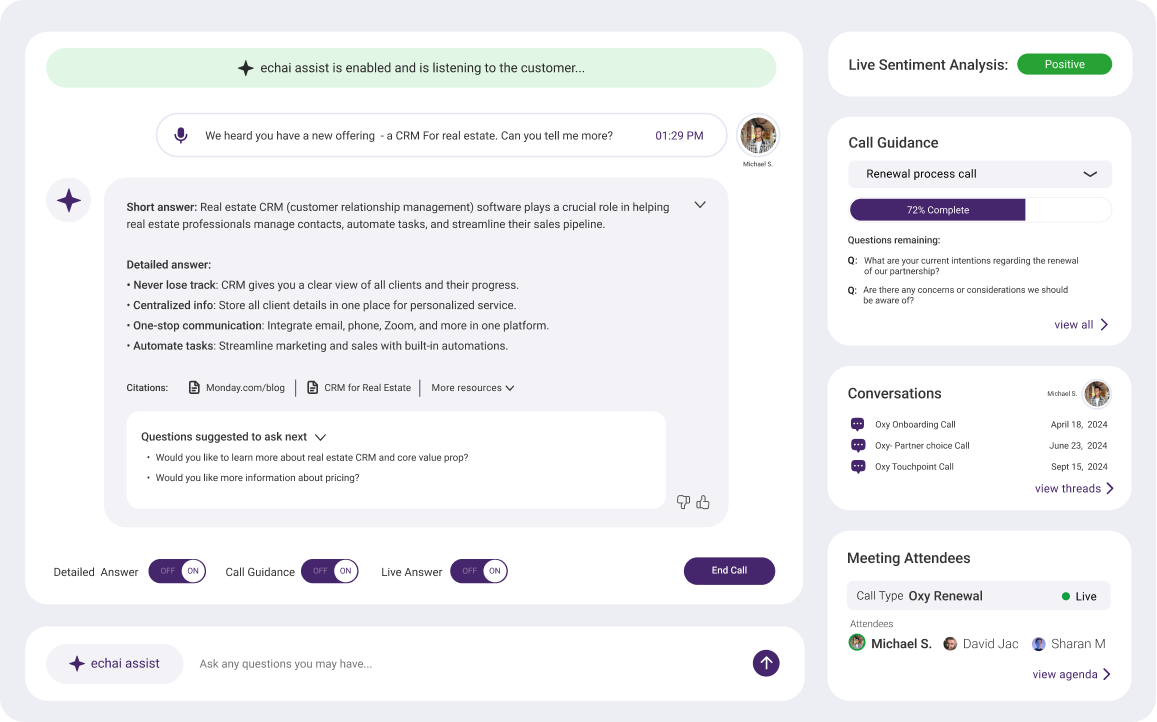 echai assist is enabled and is listening to the customer...
We heard you have a new offering - a CRM For real estate. Can you tell me more? 01:29 PM
Michael S.
Short answer: Real estate CRM (customer relationship management) software plays a crucial role in helping
real estate professionals manage contacts, automate tasks, and streamline their sales pipeline.
Detailed answer:
• Never lose track: CRM gives you a clear view of all clients and their progress.
• Centralized info: Store all client details in one place for personalized service.
• One-stop communication: Integrate email, phone, Zoom, and more in one platform.
• Automate tasks: Streamline marketing and sales with built-in automations.
Citations: Monday.com/blog CRM for Real Estate More resources
Questions suggested to ask next
• Would you like to learn more about real estate CRM and core value prop?
• Would you like more information about pricing?
Detailed Answer OFF ON Call Guidance OFF ON Live Answer OFF ON End Call
echai assist Ask any questions you may have...
Live Sentiment Analysis: Positive
Call Guidance
Renewal process call
72% Complete
Questions remaining:
Q: What are your current intentions regarding the renewal
of our partnership?
Q: Are there any concerns or considerations we should
be aware of?
view all
Conversations Michael S.
Oxy Onboarding Call April 18, 2024
Oxy- Partner choice Call June 23, 2024
Oxy Touchpoint Call Sept 15, 2024
view threads
Meeting Attendees
Call Type Oxy Renewal Live
Attendees
Michael S. David Jac Sharan M
view agenda